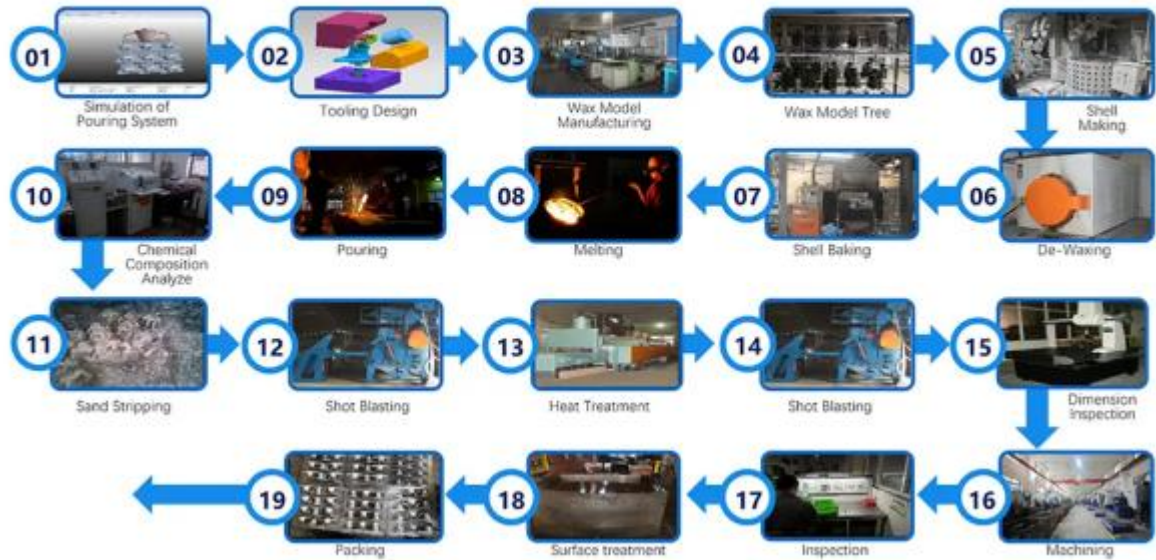 01
Simulation of
Pouring System
02
Tooling Design
03
Wax Model
Manufacturing
04
Wax Model Tree
05
Shell
Making
06
De-Waxing
07
Shell Baking
08
Melting
09
Pouring
10
Chemical
Composition
Analyze
11
Sand Stripping
12
Shot Blasting
13
Heat Treatment
14
Shot Blasting
15
Dimension
Inspection
16
Machining
17
Inspection
18
Surface treatment
19
Packing